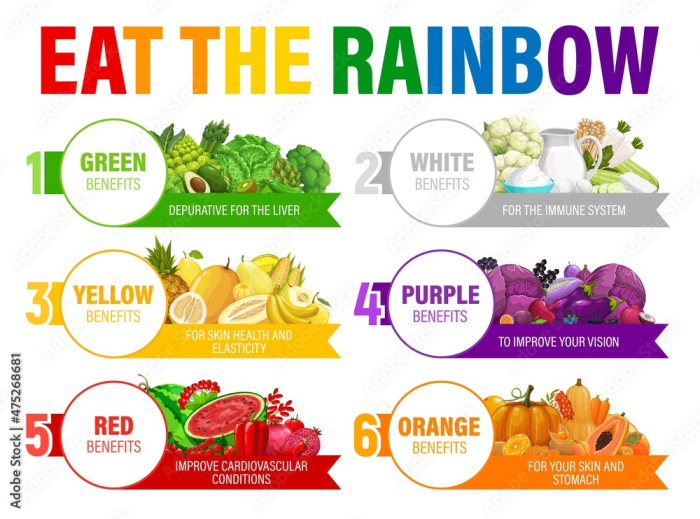 EAT THE RAINBOW
1
GREEN
BENEFITS
DEPURATIVE FOR THE LIVER
2
WHITE
BENEFITS
FOR THE IMMUNE SYSTEM
3
YELLOW
BENEFITS
FOR SKIN HEALTH AND
ELASTICITY
4
PURPLE
BENEFITS
TO IMPROVE YOUR VISION
5
RED
BENEFITS
IMPROVE CARDIOVASCULAR
CONDITIONS
6
ORANGE
BENEFITS
FOR YOUR SKIN AND
STOMACH
Adobe Stock | #475268681